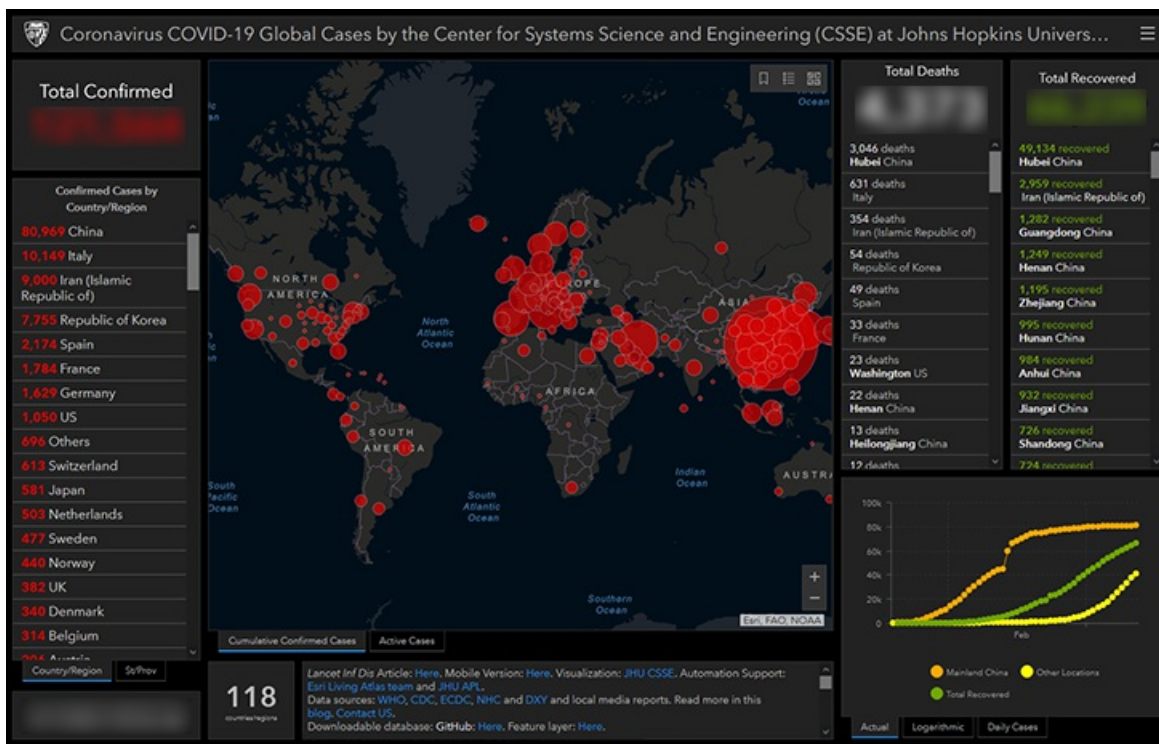 Coronavirus COVID-19 Global Cases by the Center for Systems Science and Engineering (CSSE) at Johns Hopkins Univers...
Total Confirmed
Confirmed Cases by
Country/Region
80,969 China
10,149 Italy
9,000 Iran (Islamic
Republic of)
7,755 Republic of Korea
2,174 Spain
1,784 France
1,629 Germany
1,050 US
696 Others
613 Switzerland
581 Japan
503 Netherlands
477 Sweden
440 Norway
382 UK
340 Denmark
314 Belgium
Country/Region
St/Prov
Ocean
NORTH
AMERICA
North
Atlantic
Ocean
ASIA
AFRICA
SOUTH
AMERICA
South
Pacific
Ocean
South
Atlantic
Ocean
Indian
Ocean
AUSTR
Southern
Ocean
+
−
Esri, FAO, NOAA
Cumulative Confirmed Cases
Active Cases
118
countries/regions
Lancet Inf Dis Article: Here. Mobile Version: Here. Visualization: JHU CSSE. Automation Support:
Esri Living Atlas team and JHU APL.
Data sources: WHO, CDC, ECDC, NHC and DXY and local media reports. Read more in this
blog. Contact US.
Downloadable database: GitHub: Here. Feature layer: Here.
Total Deaths
3,046 deaths
Hubei China
631 deaths
Italy
354 deaths
Iran (Islamic Republic of)
54 deaths
Republic of Korea
49 deaths
Spain
33 deaths
France
23 deaths
Washington US
22 deaths
Henan China
13 deaths
Heilongjiang China
12 deaths
Total Recovered
49,134 recovered
Hubei China
2,959 recovered
Iran (Islamic Republic of)
1,282 recovered
Guangdong China
1,249 recovered
Henan China
1,195 recovered
Zhejiang China
995 recovered
Hunan China
984 recovered
Anhui China
932 recovered
Jiangxi China
726 recovered
Shandong China
724 recovered
100k
80k
60k
40k
20k
0
Feb
Mainland China
Other Locations
Total Recovered
Actual
Logarithmic
Daily Cases